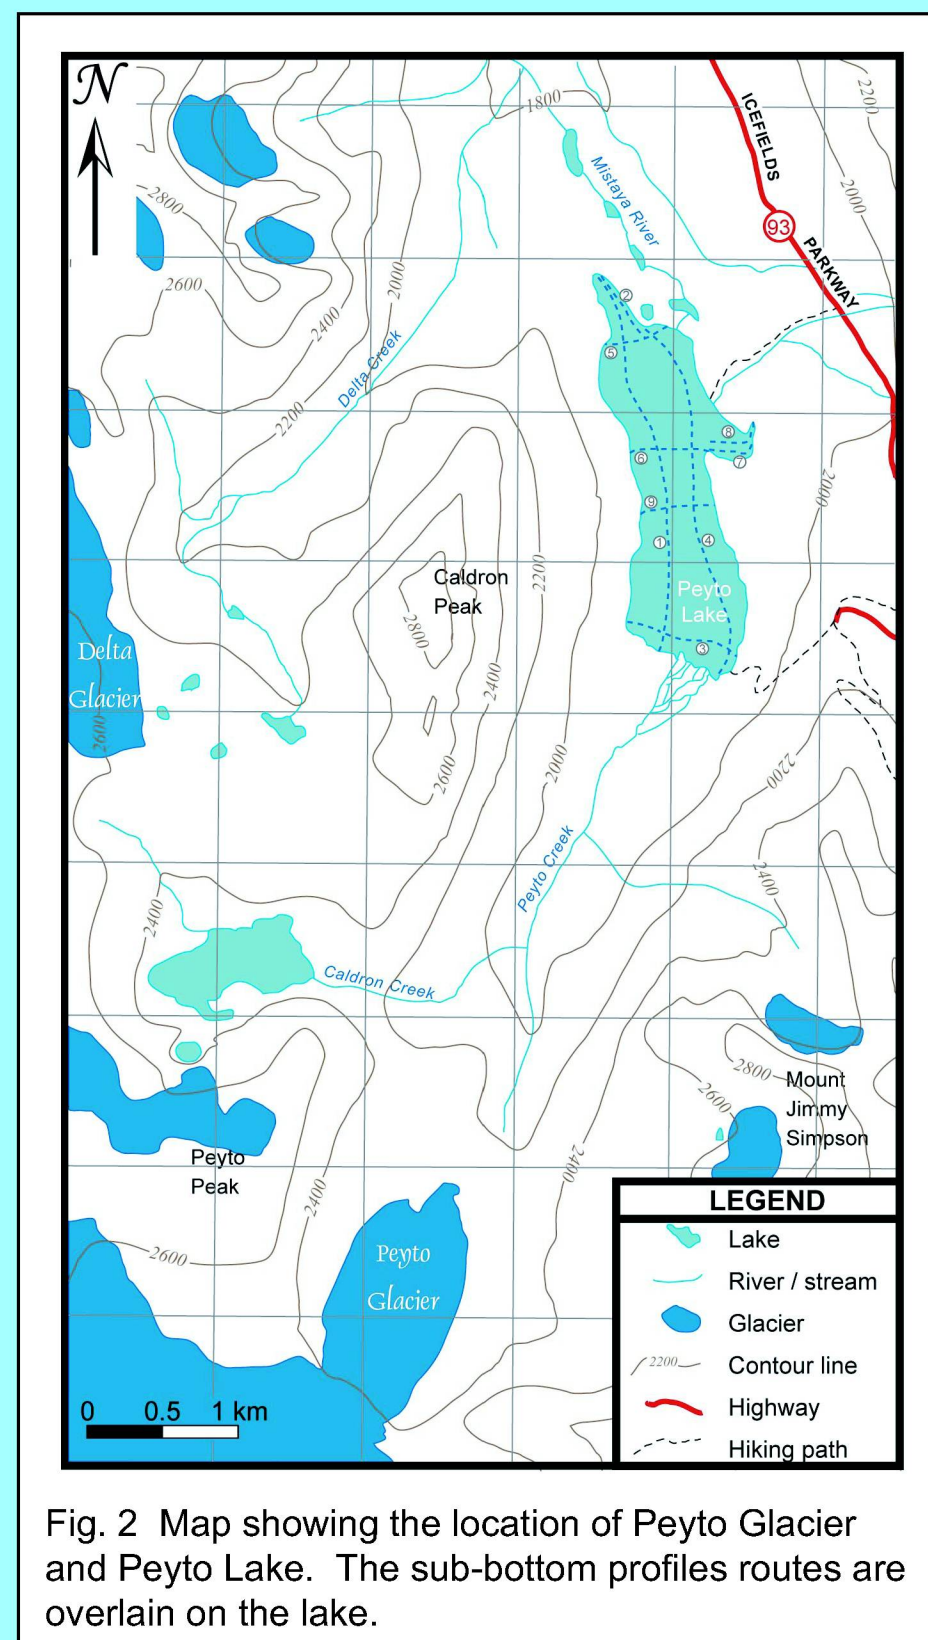 N
1800
2200
ICEFIELDS
2000
93
PARKWAY
Mistaya River
2800
2600
2000
2400
Delta Creek
2200
2
5
8
6
7
9
1
4
2000
Caldron
Peak
2200
Peyto
Lake
2800
3
Delta
Glacier
2600
2400
2600
2000
2200
Peyto Creek
2400
2400
Caldron Creek
2800
Mount
Jimmy
Simpson
2600
Peyto
Peak
2400
2400
2600
Peyto
Glacier
LEGEND
Lake
River / stream
Glacier
2200
Contour line
Highway
Hiking path
0 0.5 1 km
Fig. 2 Map showing the location of Peyto Glacier
and Peyto Lake. The sub-bottom profiles routes are
overlain on the lake.